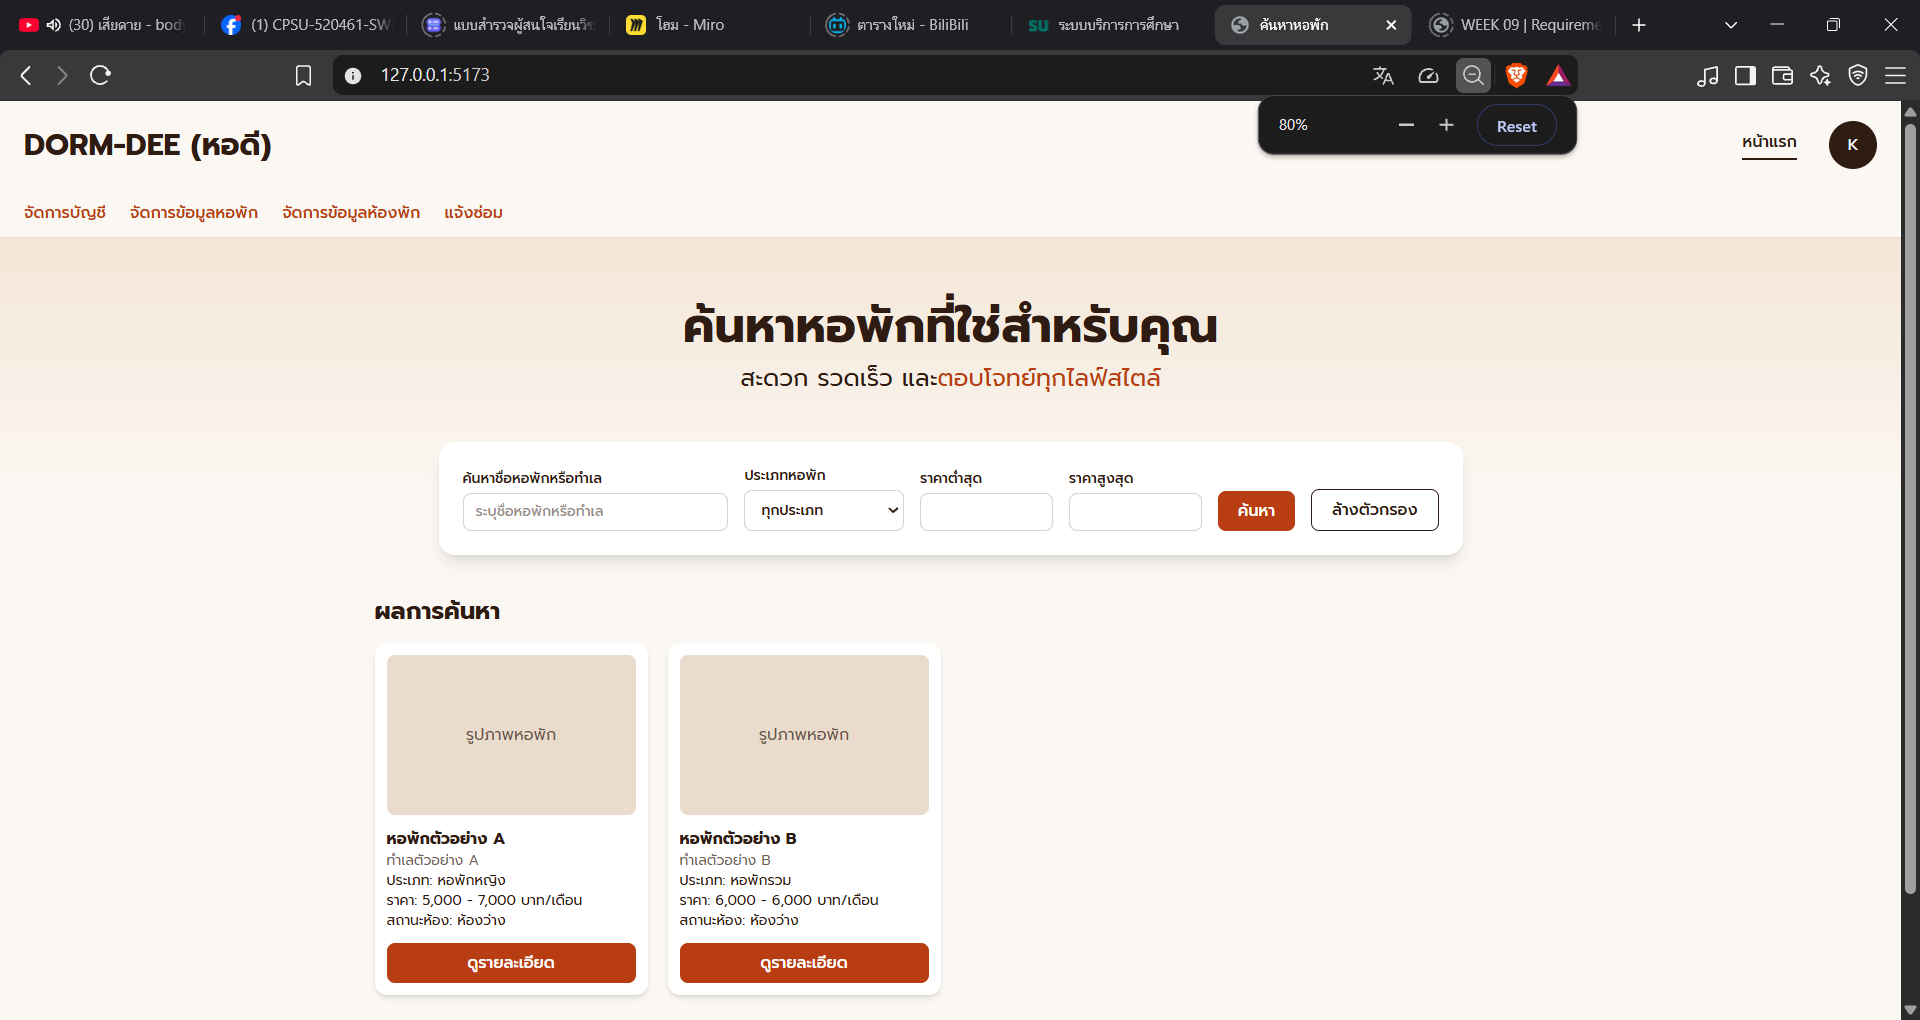 (30) เสียดาย - body
(1) CPSU-520461-SW
แบบสำรวจผู้สนใจเรียนวิช
โฮม - Miro
ตารางใหม่ - BiliBili
SU ระบบบริการการศึกษา
ค้นหาหอพัก
WEEK 09 | Requireme
127.0.0.1:5173
80%
Reset
DORM-DEE (หอดี)
หน้าแรก
K
จัดการบัญชี จัดการข้อมูลหอพัก จัดการข้อมูลห้องพัก แจ้งซ่อม
ค้นหาหอพักที่ใช่สำหรับคุณ
สะดวก รวดเร็ว และตอบโจทย์ทุกไลฟ์สไตล์
ค้นหาชื่อหอพักหรือทำเล
ระบุชื่อหอพักหรือทำเล
ประเภทหอพัก
ทุกประเภท
ราคาต่ำสุด
ราคาสูงสุด
ค้นหา
ล้างตัวกรอง
ผลการค้นหา
รูปภาพหอพัก
หอพักตัวอย่าง A
ทำเลตัวอย่าง A
ประเภท: หอพักหญิง
ราคา: 5,000 - 7,000 บาท/เดือน
สถานะห้อง: ห้องว่าง
ดูรายละเอียด
รูปภาพหอพัก
หอพักตัวอย่าง B
ทำเลตัวอย่าง B
ประเภท: หอพักรวม
ราคา: 6,000 - 6,000 บาท/เดือน
สถานะห้อง: ห้องว่าง
ดูรายละเอียด